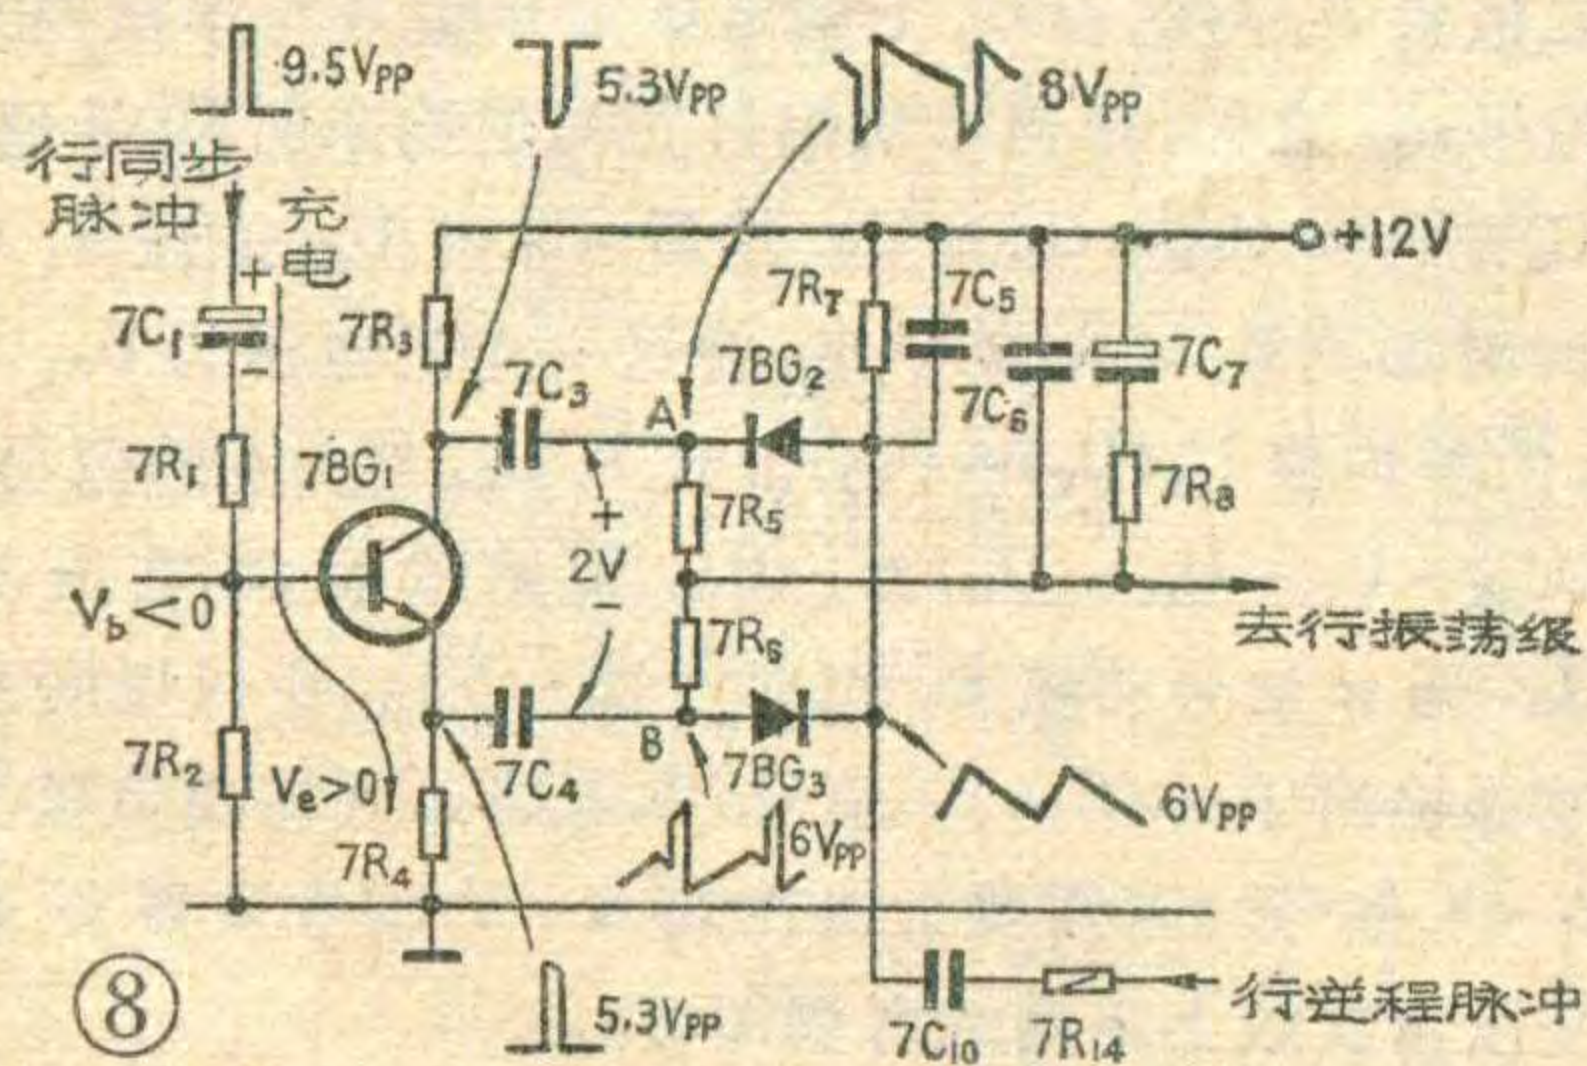 9.5Vpp
5.3Vpp
8Vpp
行同步
脉冲
充
电
+
+12V
7C₁
-
7R₃
7R₇
7C₅
7C₃
7BG₂
7C₆
7C₇
A
7R₁
7BG₁
+
2V
-
7R₅
7R₈
V_b<0
去行振荡级
7R₆
7R₂
V_e>0
7C₄
B
7BG₃
6Vpp
6Vpp
7R₄
⑧
5.3Vpp
7C₁₀
7R₁₄
行逆程脉冲